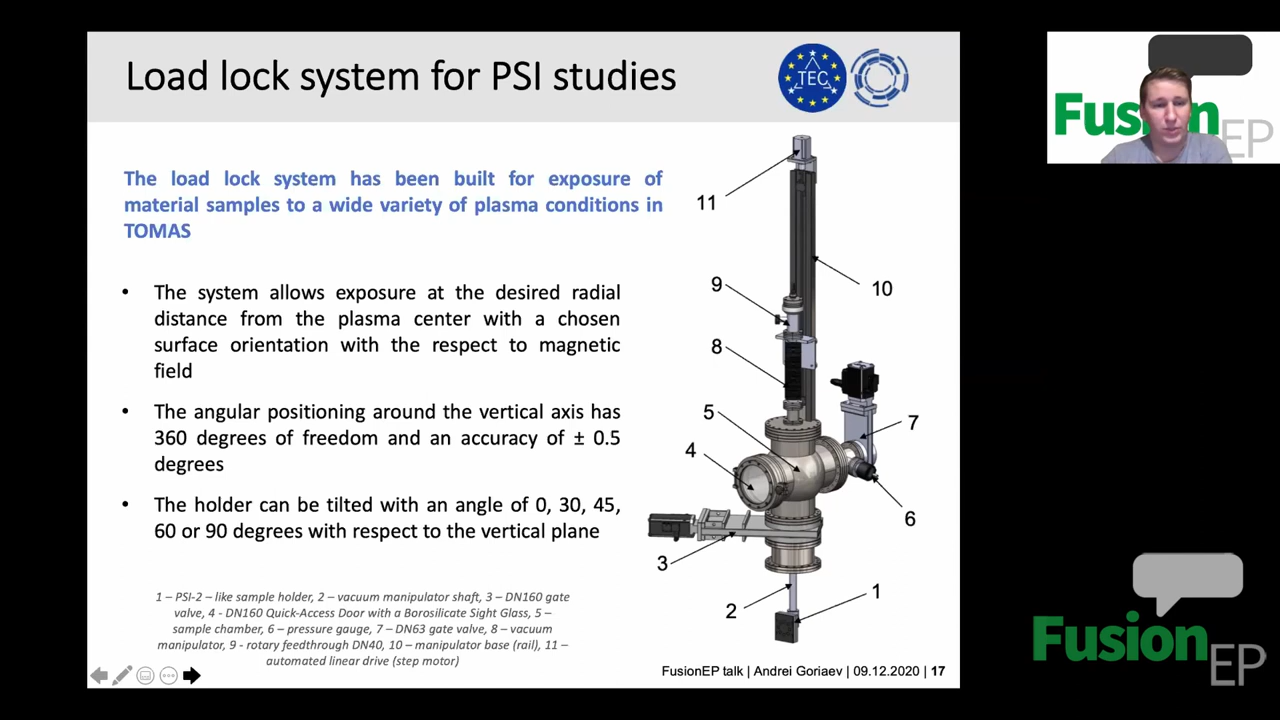 Load lock system for PSI studies
TEC
The load lock system has been built for exposure of
material samples to a wide variety of plasma conditions in
TOMAS
• The system allows exposure at the desired radial
distance from the plasma center with a chosen
surface orientation with the respect to magnetic
field
• The angular positioning around the vertical axis has
360 degrees of freedom and an accuracy of ± 0.5
degrees
• The holder can be tilted with an angle of 0, 30, 45,
60 or 90 degrees with respect to the vertical plane
1 – PSI-2 – like sample holder, 2 – vacuum manipulator shaft, 3 – DN160 gate
valve, 4 - DN160 Quick-Access Door with a Borosilicate Sight Glass, 5 –
sample chamber, 6 – pressure gauge, 7 – DN63 gate valve, 8 – vacuum
manipulator, 9 - rotary feedthrough DN40, 10 – manipulator base (rail), 11 –
automated linear drive (step motor)
11
10
9
8
5
7
4
6
3
1
2
FusionEP talk | Andrei Goriaev | 09.12.2020 | 17
Fusion
EP
Fusion
EP